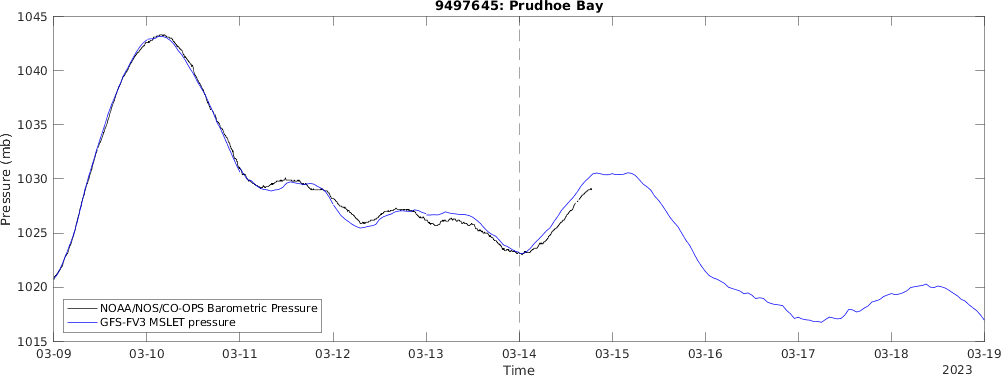 9497645: Prudhoe Bay
1045
1040
1035
1030
1025
1020
1015
Pressure (mb)
NOAA/NOS/CO-OPS Barometric Pressure
GFS-FV3 MSLET pressure
03-09 03-10 03-11 03-12 03-13 03-14 03-15 03-16 03-17 03-18 03-19
Time
2023